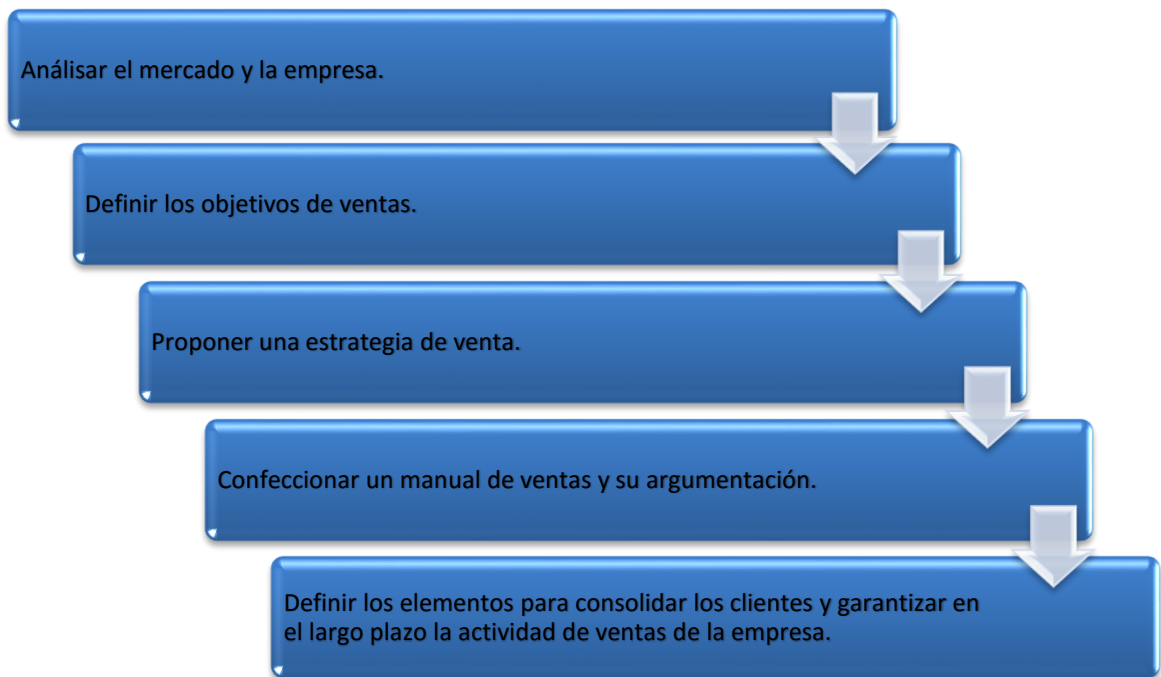 Análisar el mercado y la empresa.
Definir los objetivos de ventas.
Proponer una estrategia de venta.
Confeccionar un manual de ventas y su argumentación.
Definir los elementos para consolidar los clientes y garantizar en
el largo plazo la actividad de ventas de la empresa.